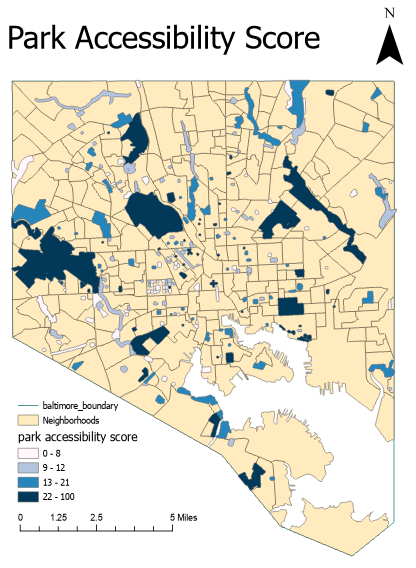 N
Park Accessibility Score
baltimore_boundary
Neighborhoods
park accessibility score
0 - 8
9 - 12
13 - 21
22 - 100
0 1.25 2.5 5 Miles